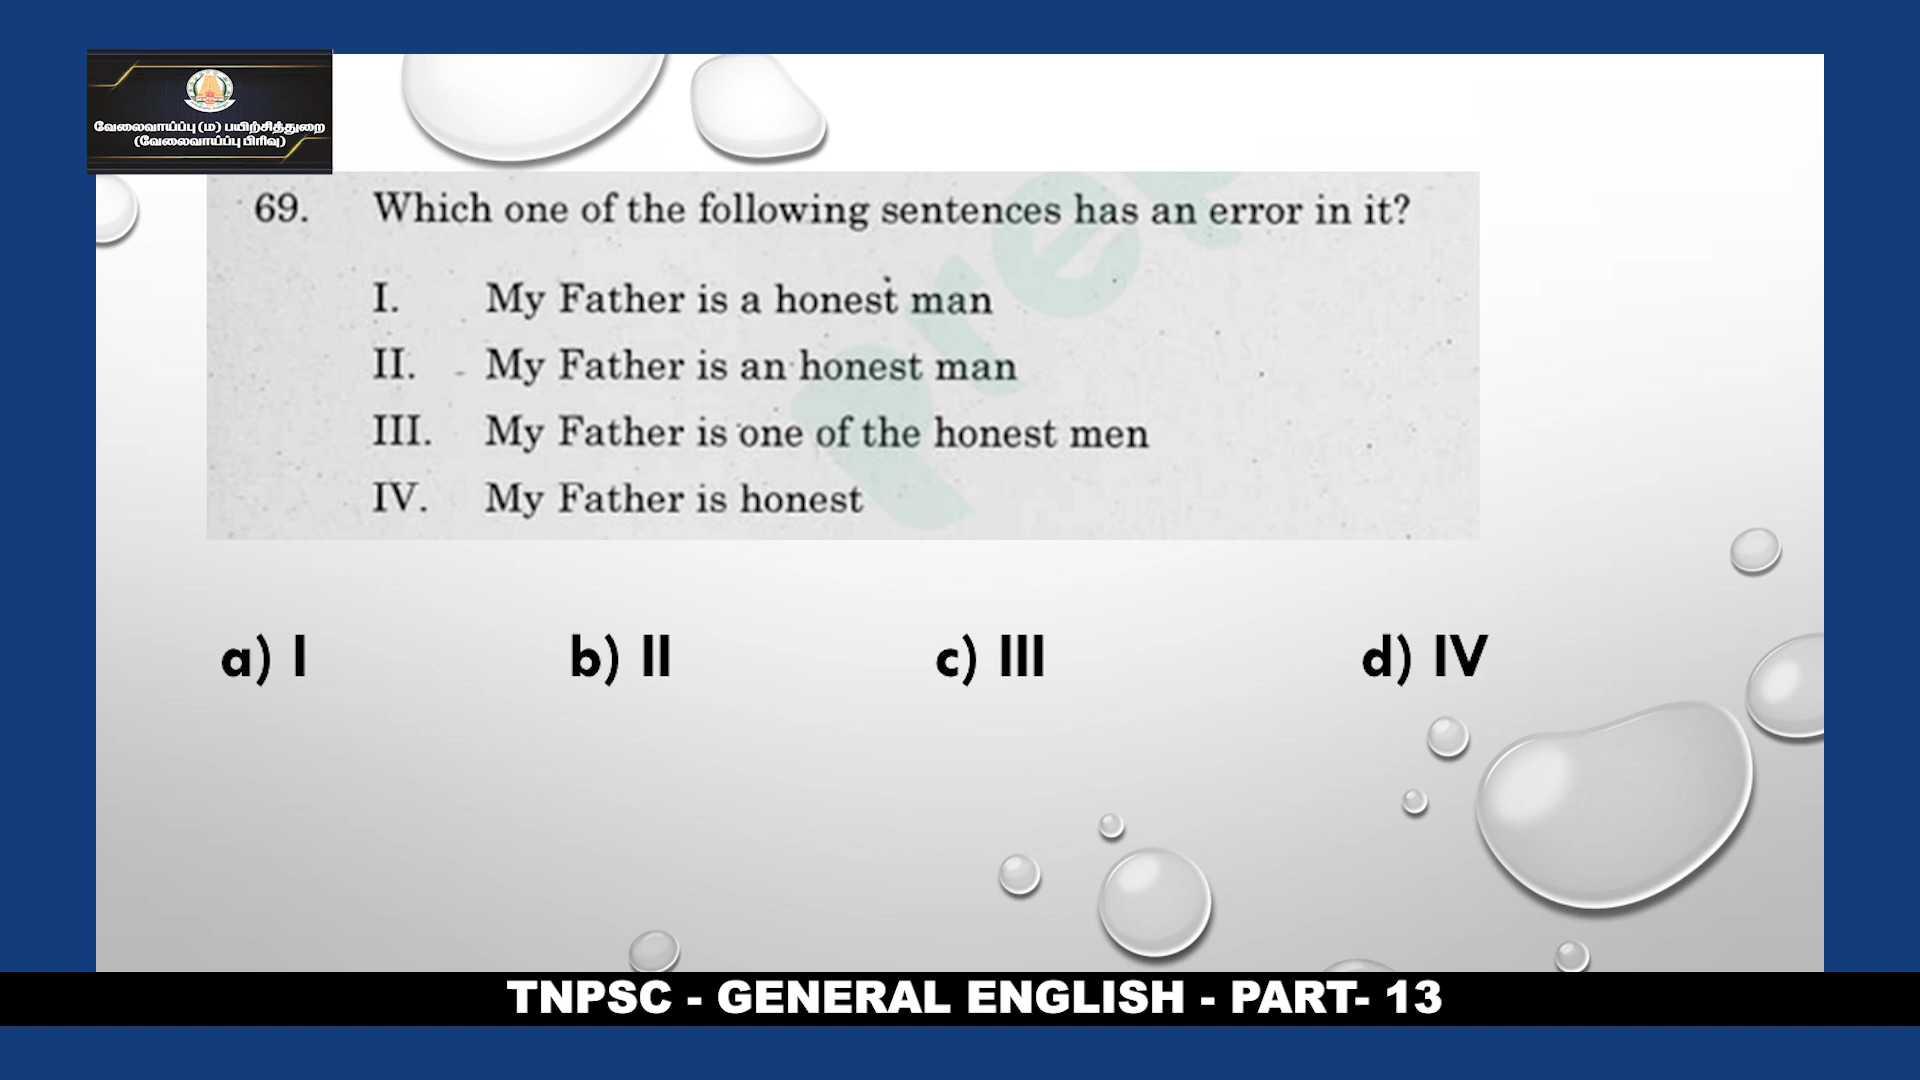 வேலைவாய்ப்பு (ம) பயிற்சித்துறை
(வேலைவாய்ப்பு பிரிவு)
69. Which one of the following sentences has an error in it?
I. My Father is a honest man
II. My Father is an honest man
III. My Father is one of the honest men
IV. My Father is honest
a) I b) II c) III d) IV
TNPSC - GENERAL ENGLISH - PART- 13